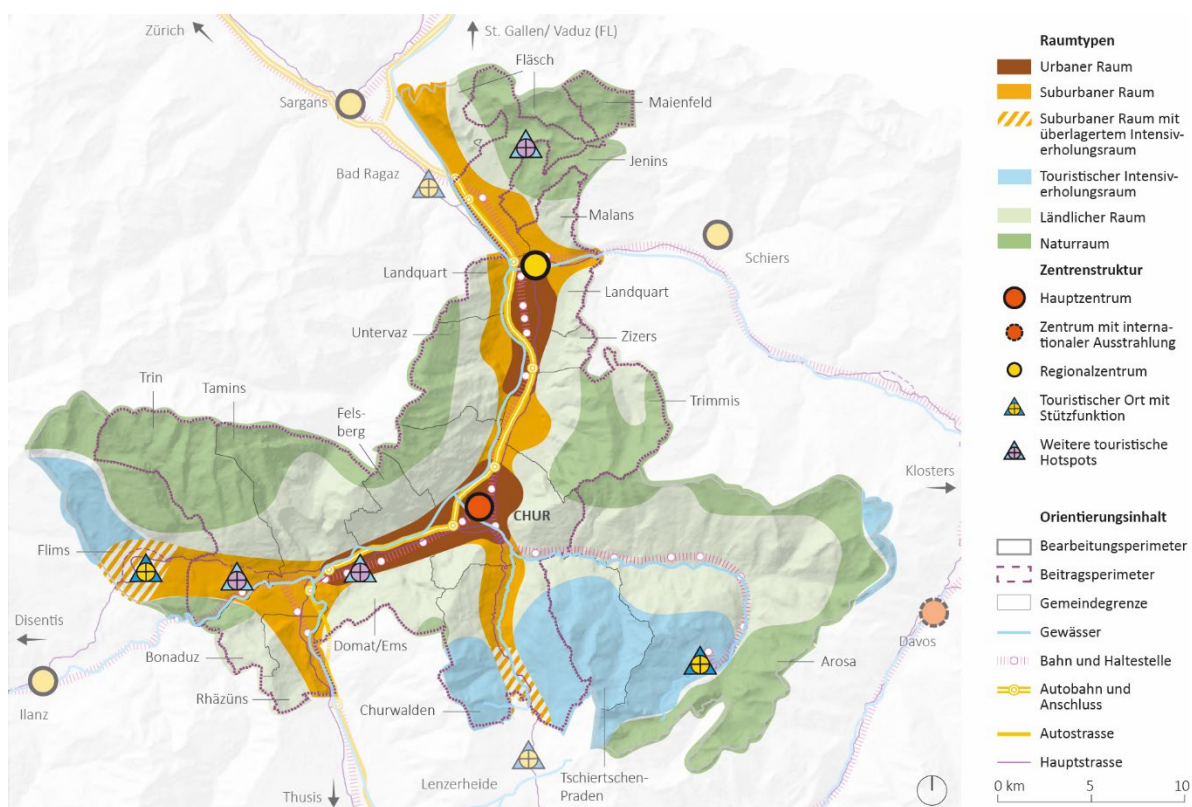 Zürich
St. Gallen/ Vaduz (FL)
Fläsch
Sargans
Maienfeld
Jenins
Bad Ragaz
Malans
Schiers
Landquart
Landquart
Untervaz
Zizers
Trin
Tamins
Trimmis
Fels-
berg
Klosters
CHUR
Flims
Disentis
Davos
Domat/Ems
Bonaduz
Arosa
Rhäzüns
Ilanz
Churwalden
Lenzerheide
Tschiertschen-
Praden
Thusis
Raumtypen
Urbaner Raum
Suburbaner Raum
Suburbaner Raum mit
überlagertem Intensiv-
erholungsraum
Touristischer Intensiv-
erholungsraum
Ländlicher Raum
Naturraum
Zentrenstruktur
Hauptzentrum
Zentrum mit interna-
tionaler Ausstrahlung
Regionalzentrum
Touristischer Ort mit
Stützfunktion
Weitere touristische
Hotspots
Orientierungsinhalt
Bearbeitungsperimeter
Beitragsperimeter
Gemeindegrenze
Gewässer
Bahn und Haltestelle
Autobahn und
Anschluss
Autostrasse
Hauptstrasse
0 km 10